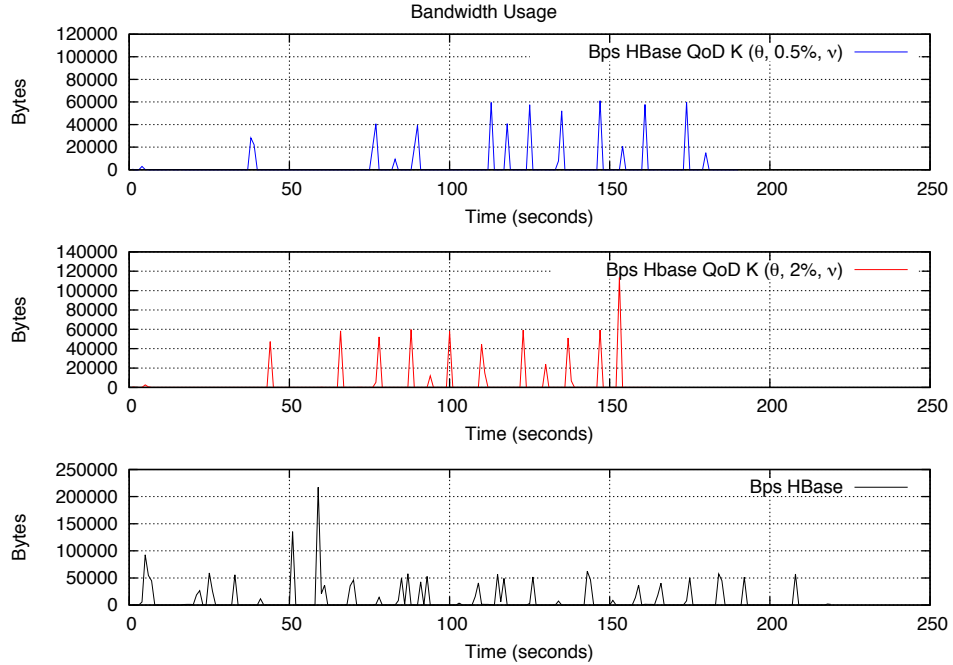 Bandwidth Usage
120000
100000
80000
60000
40000
20000
0
Bytes
Bps HBase QoD K (θ, 0.5%, ν)
0 50 100 150 200 250
Time (seconds)
140000
120000
100000
80000
60000
40000
20000
0
Bytes
Bps Hbase QoD K (θ, 2%, ν)
0 50 100 150 200 250
Time (seconds)
250000
200000
150000
100000
50000
0
Bytes
Bps HBase
0 50 100 150 200 250
Time (seconds)